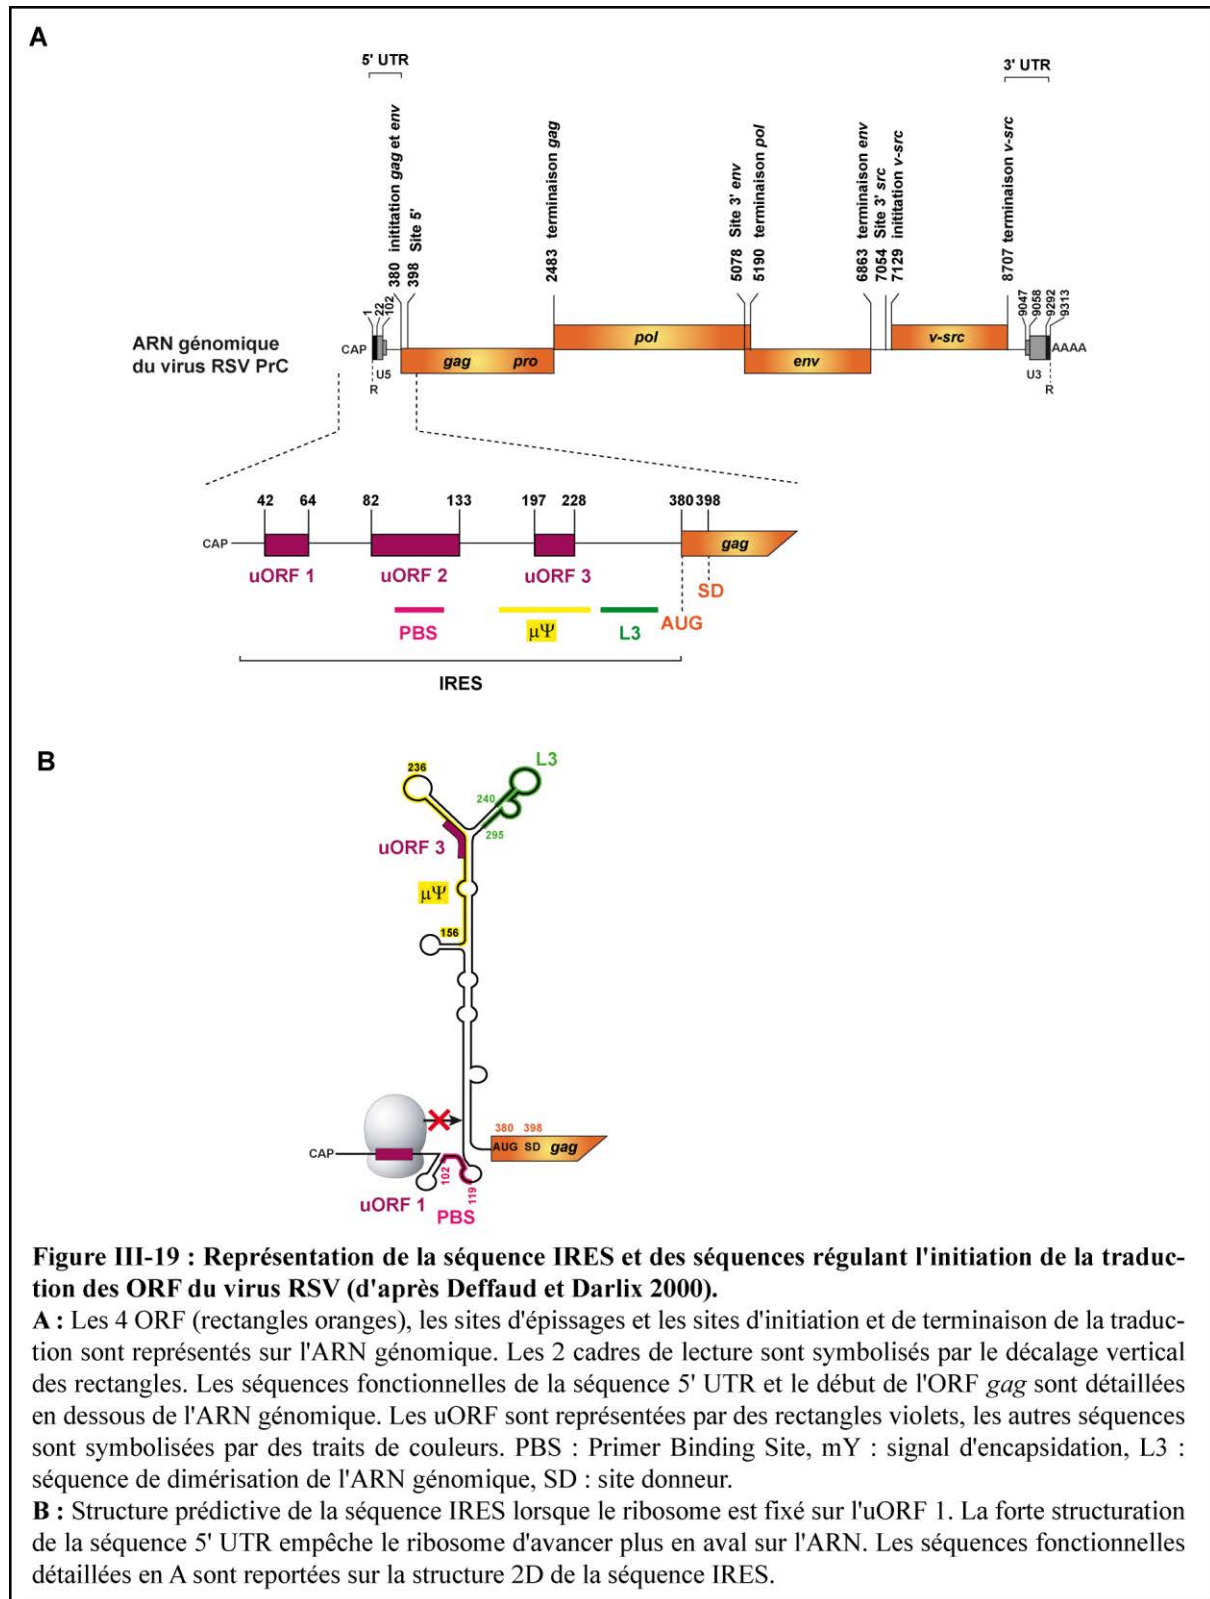 A
5' UTR
3' UTR
380 inititation gag et env
398 Site 5'
2483 terminaison gag
5078 Site 3' env
5190 terminaison pol
6863 terminaison env
7054 Site 3' src
7129 inititation v-src
8707 terminaison v-src
1
22
102
9047
9058
9292
9313
ARN génomique
du virus RSV PrC
CAP
U5
R
gag pro
pol
env
v-src
U3
R
AAAA
42 64 82 133 197 228 380 398
CAP
gag
uORF 1 uORF 2 uORF 3
SD
PBS µΨ L3 AUG
IRES
B
L3
236
240
295
uORF 3
µΨ
156
380 398
AUG SD gag
CAP
102
119
uORF 1
PBS
Figure III-19 : Représentation de la séquence IRES et des séquences régulant l'initiation de la traduc-
tion des ORF du virus RSV (d'après Deffaud et Darlix 2000).
A : Les 4 ORF (rectangles oranges), les sites d'épissages et les sites d'initiation et de terminaison de la traduc-
tion sont représentés sur l'ARN génomique. Les 2 cadres de lecture sont symbolisés par le décalage vertical
des rectangles. Les séquences fonctionnelles de la séquence 5' UTR et le début de l'ORF gag sont détaillées
en dessous de l'ARN génomique. Les uORF sont représentées par des rectangles violets, les autres séquences
sont symbolisées par des traits de couleurs. PBS : Primer Binding Site, mY : signal d'encapsidation, L3 :
séquence de dimérisation de l'ARN génomique, SD : site donneur.
B : Structure prédictive de la séquence IRES lorsque le ribosome est fixé sur l'uORF 1. La forte structuration
de la séquence 5' UTR empêche le ribosome d'avancer plus en aval sur l'ARN. Les séquences fonctionnelles
détaillées en A sont reportées sur la structure 2D de la séquence IRES.